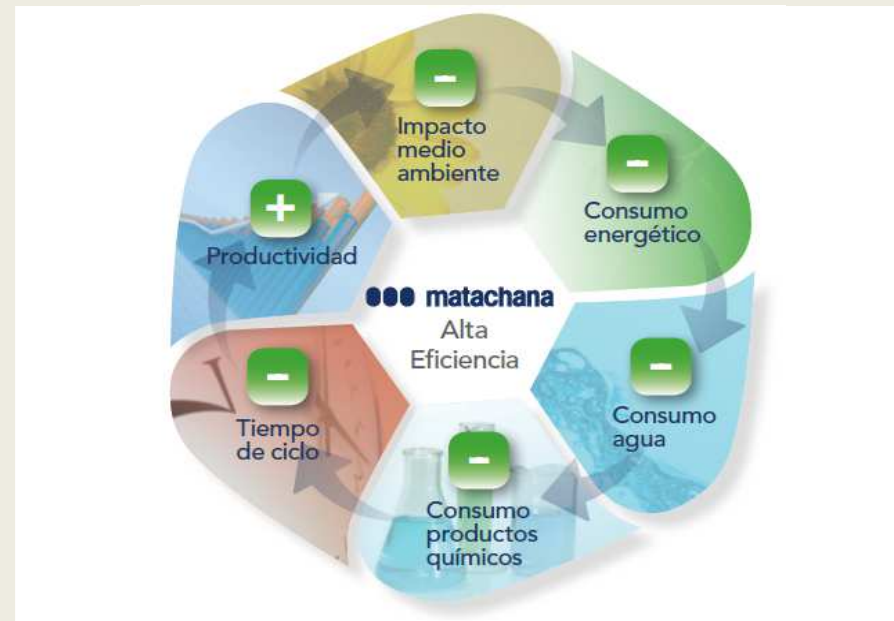 -
Impacto
medio
ambiente
-
Consumo
energético
-
Consumo
agua
-
Consumo
productos
químicos
-
Tiempo
de ciclo
+
Productividad
matachana
Alta
Eficiencia